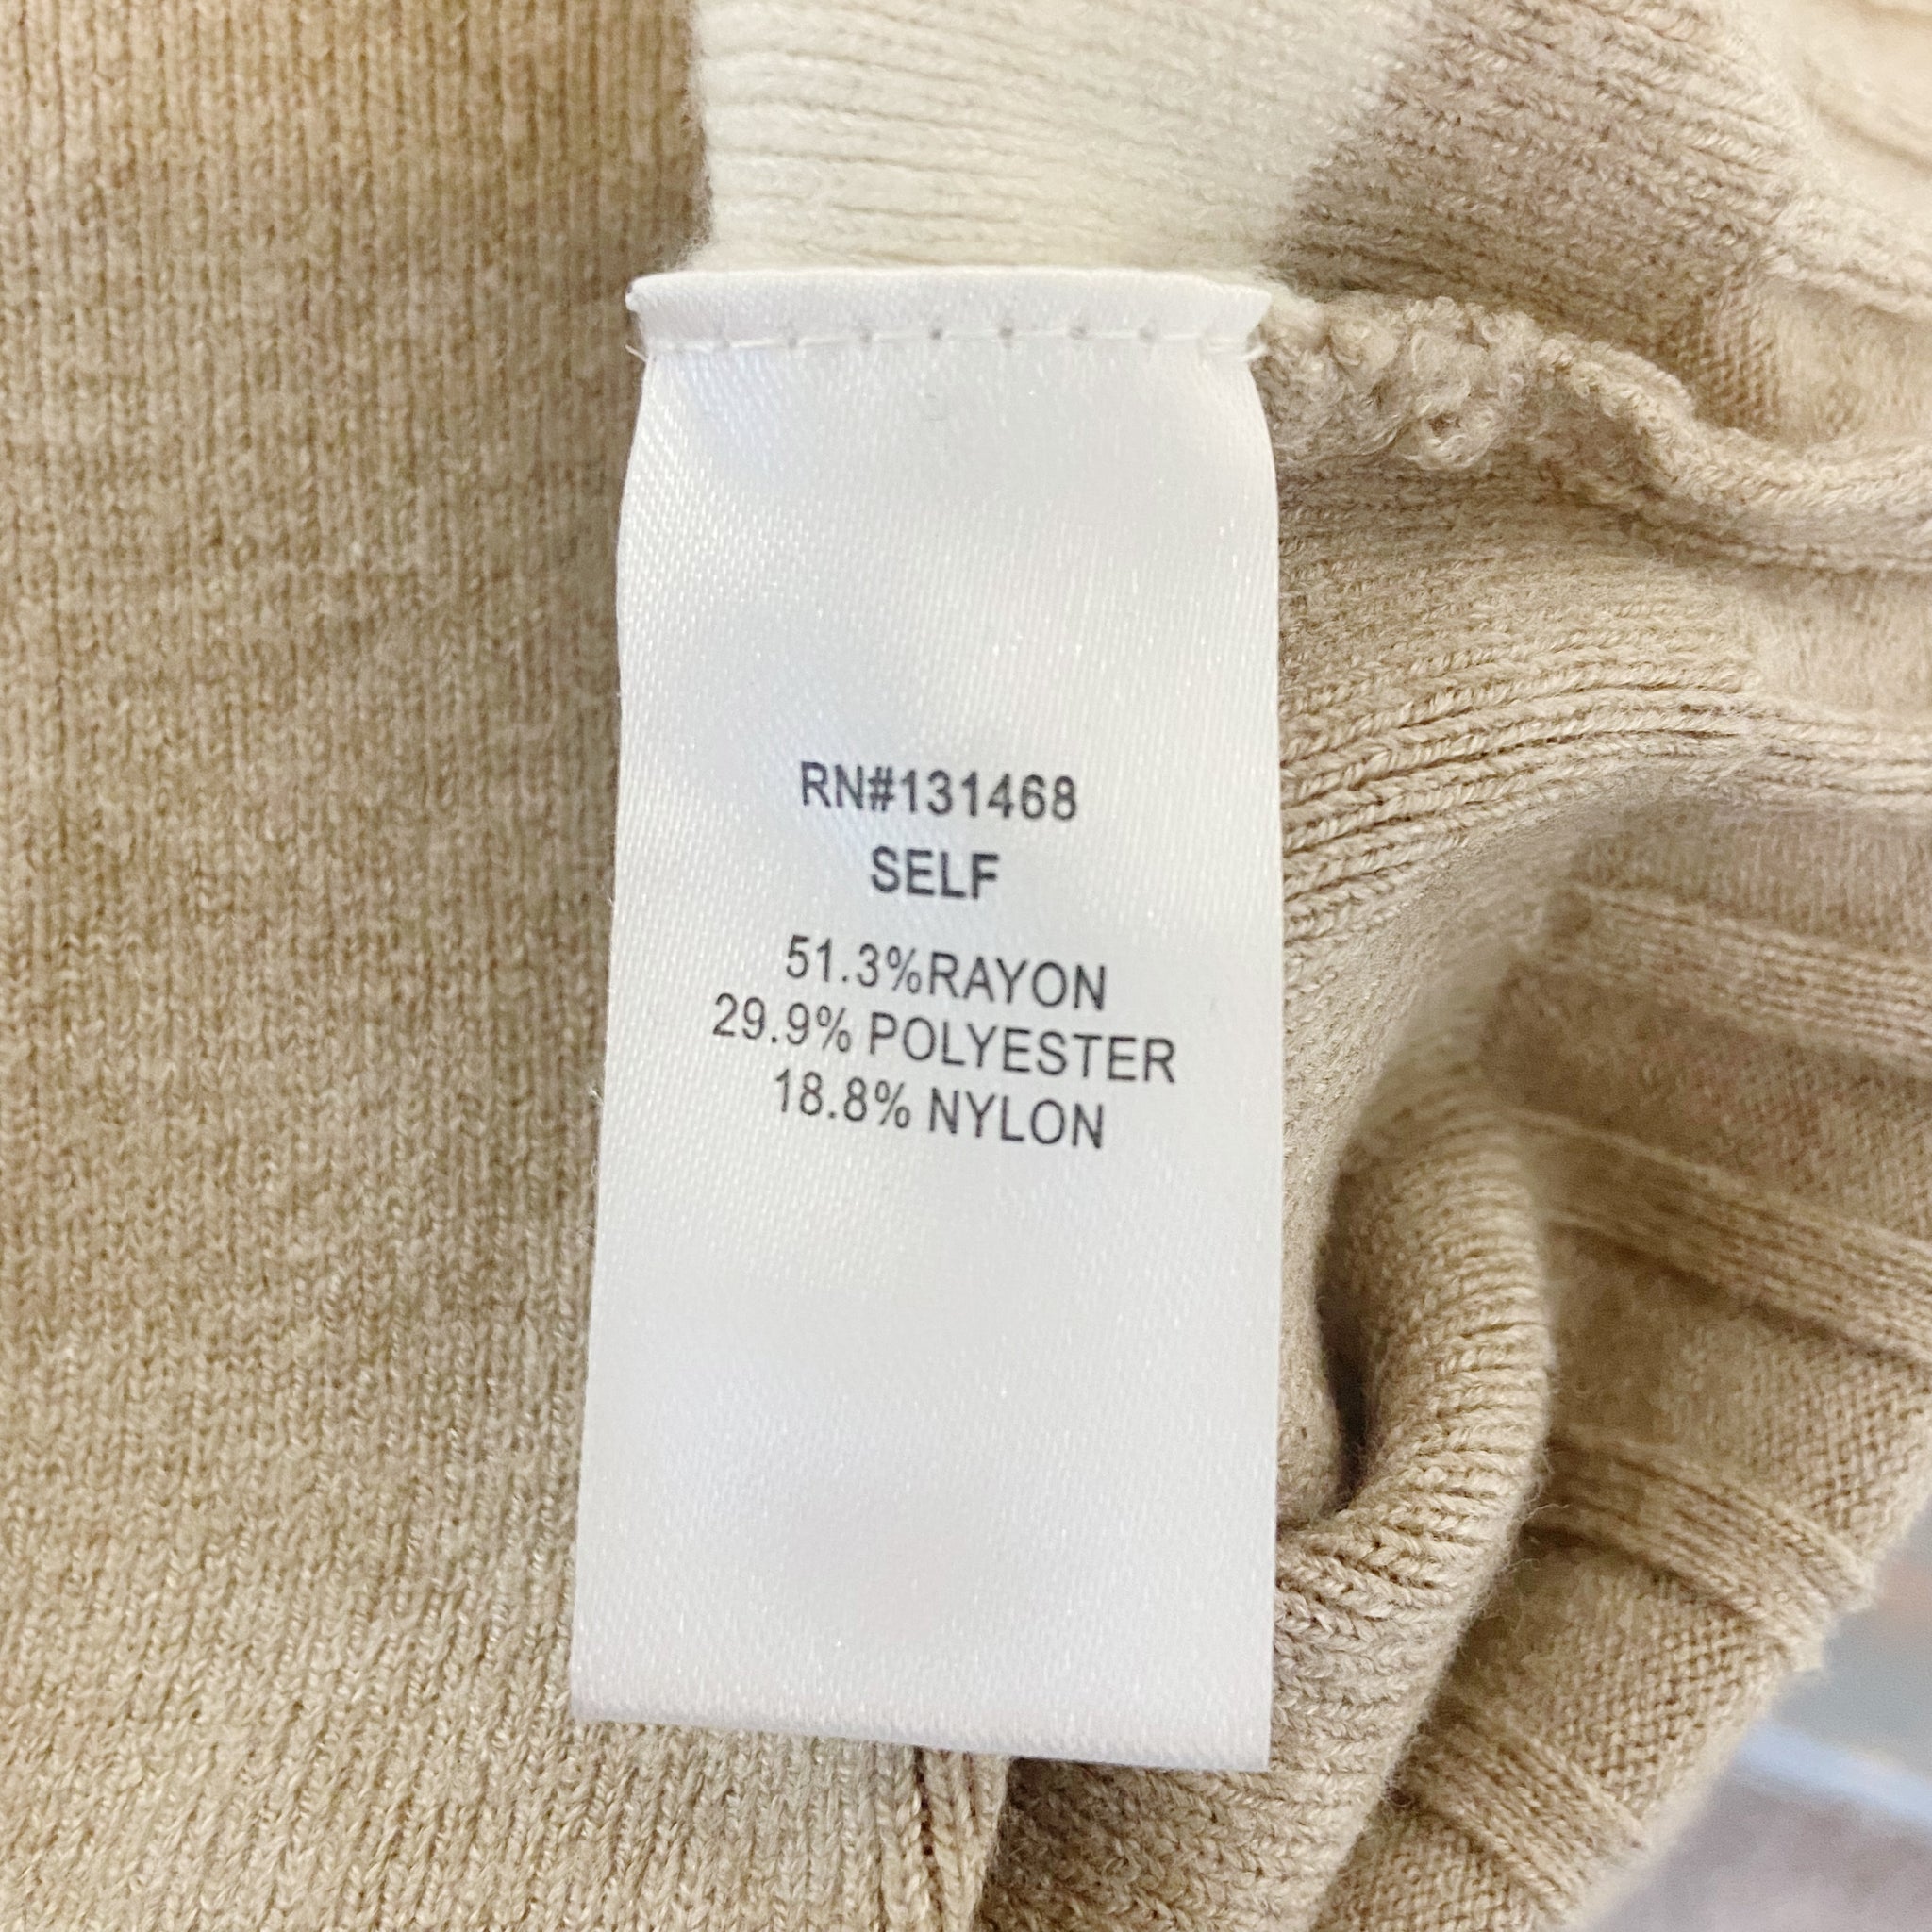 RN#131468
SELF
51.3%RAYON
29.9% POLYESTER
18.8% NYLON